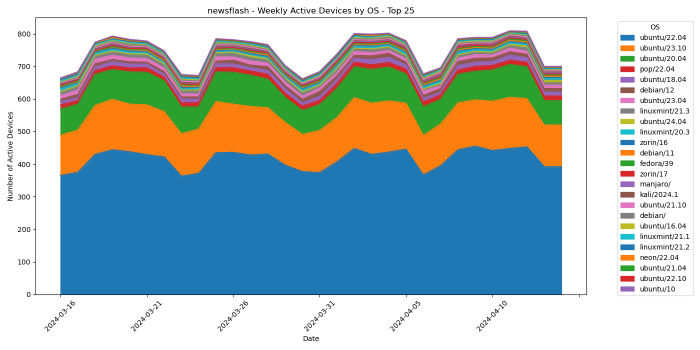 newsflash - Weekly Active Devices by OS - Top 25
Number of Active Devices
800
700
600
500
400
300
200
100
0
2024-03-16
2024-03-21
2024-03-26
2024-03-31
2024-04-05
2024-04-10
Date
OS
ubuntu/22.04
ubuntu/23.10
ubuntu/20.04
pop/22.04
ubuntu/18.04
debian/12
ubuntu/23.04
linuxmint/21.3
ubuntu/24.04
linuxmint/20.3
zorin/16
debian/11
fedora/39
zorin/17
manjaro/
kali/2024.1
ubuntu/21.10
debian/
ubuntu/16.04
linuxmint/21.1
linuxmint/21.2
neon/22.04
ubuntu/21.04
ubuntu/22.10
ubuntu/10